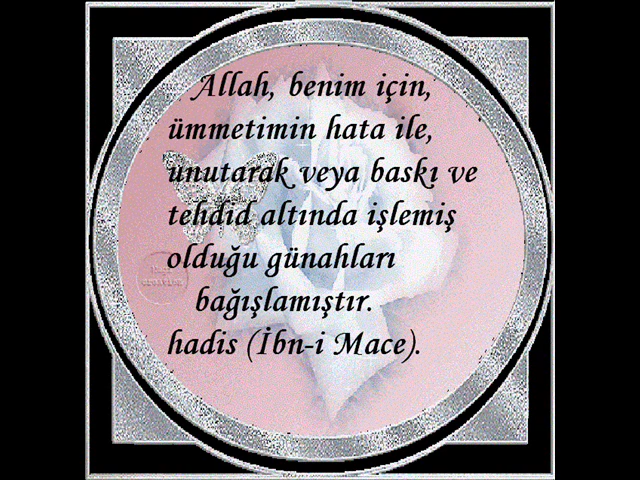 Allah, benim için,
ümmetimin hata ile,
unutarak veya baskı ve
tehdid altında işlemiş
olduğu günahları
bağışlamıştır.
hadis (İbn-i Mace).